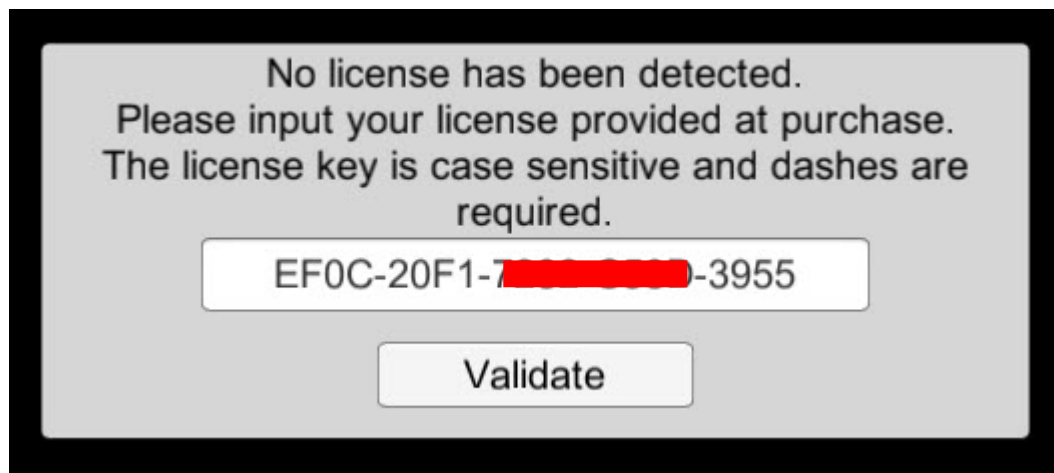 No license has been detected.
Please input your license provided at purchase.
The license key is case sensitive and dashes are
required.
EF0C-20F1- -3955
Validate